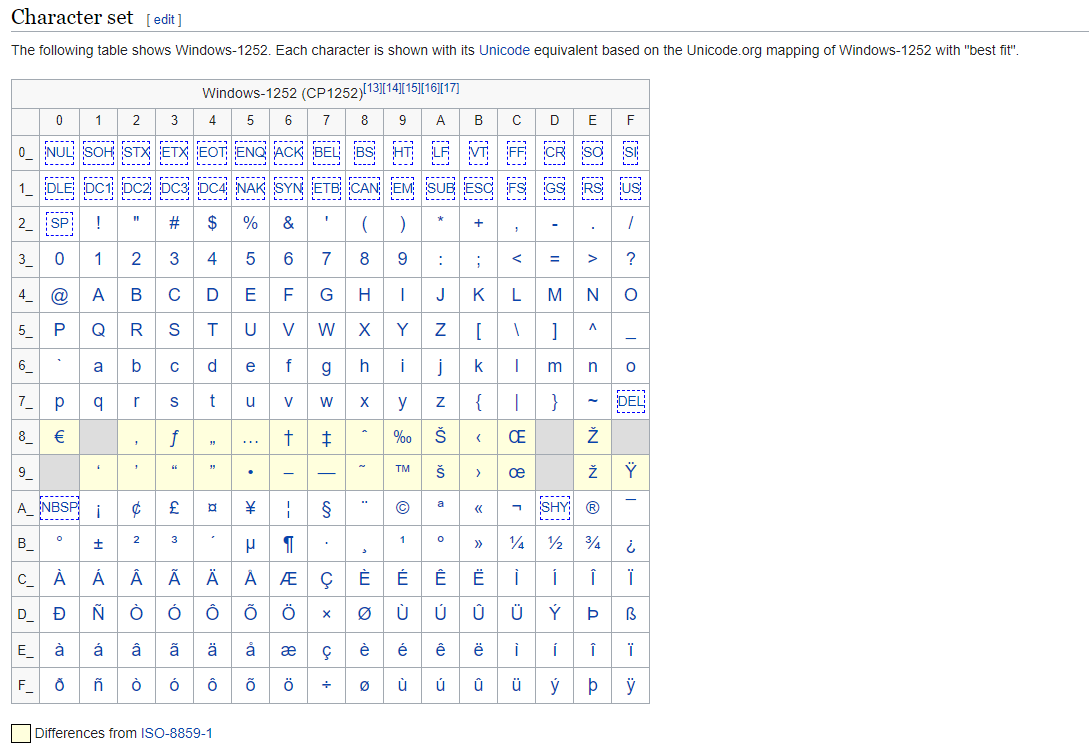 Character set [ edit ]
The following table shows Windows-1252. Each character is shown with its Unicode equivalent based on the Unicode.org mapping of Windows-1252 with "best fit".
Windows-1252 (CP1252)[13][14][15][16][17]
0 1 2 3 4 5 6 7 8 9 A B C D E F
0_ NUL SOH STX ETX EOT ENQ ACK BEL BS HT LF VT FF CR SO SI
1_ DLE DC1 DC2 DC3 DC4 NAK SYN ETB CAN EM SUB ESC FS GS RS US
2_ SP ! " # $ % & ' ( ) * + , - . /
3_ 0 1 2 3 4 5 6 7 8 9 : ; < = > ?
4_ @ A B C D E F G H I J K L M N O
5_ P Q R S T U V W X Y Z [ \ ] ^ _
6_ ` a b c d e f g h i j k l m n o
7_ p q r s t u v w x y z { | } ~ DEL
8_ € ‚ ƒ „ … † ‡ ˆ ‰ Š ‹ Œ Ž
9_ ‘ ’ “ ” • – — ˜ ™ š › œ ž Ÿ
A_ NBSP ¡ ¢ £ ¤ ¥ ¦ § ¨ © ª « ¬ SHY ® ¯
B_ ° ± ² ³ ´ µ ¶ · ¸ ¹ º » ¼ ½ ¾ ¿
C_ À Á Â Ã Ä Å Æ Ç È É Ê Ë Ì Í Î Ï
D_ Ð Ñ Ò Ó Ô Õ Ö × Ø Ù Ú Û Ü Ý Þ ß
E_ à á â ã ä å æ ç è é ê ë ì í î ï
F_ ð ñ ò ó ô õ ö ÷ ø ù ú û ü ý þ ÿ
Differences from ISO-8859-1